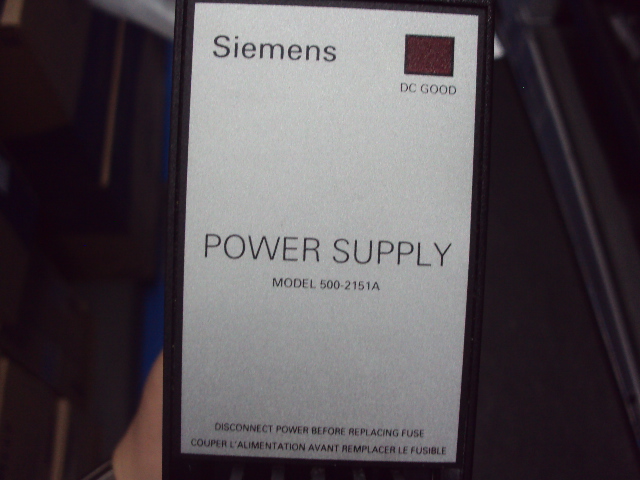 Siemens
DC GOOD
POWER SUPPLY
MODEL 500-2151A
DISCONNECT POWER BEFORE REPLACING FUSE
COUPER L'ALIMENTATION AVANT REMPLACER LE FUSIBLE